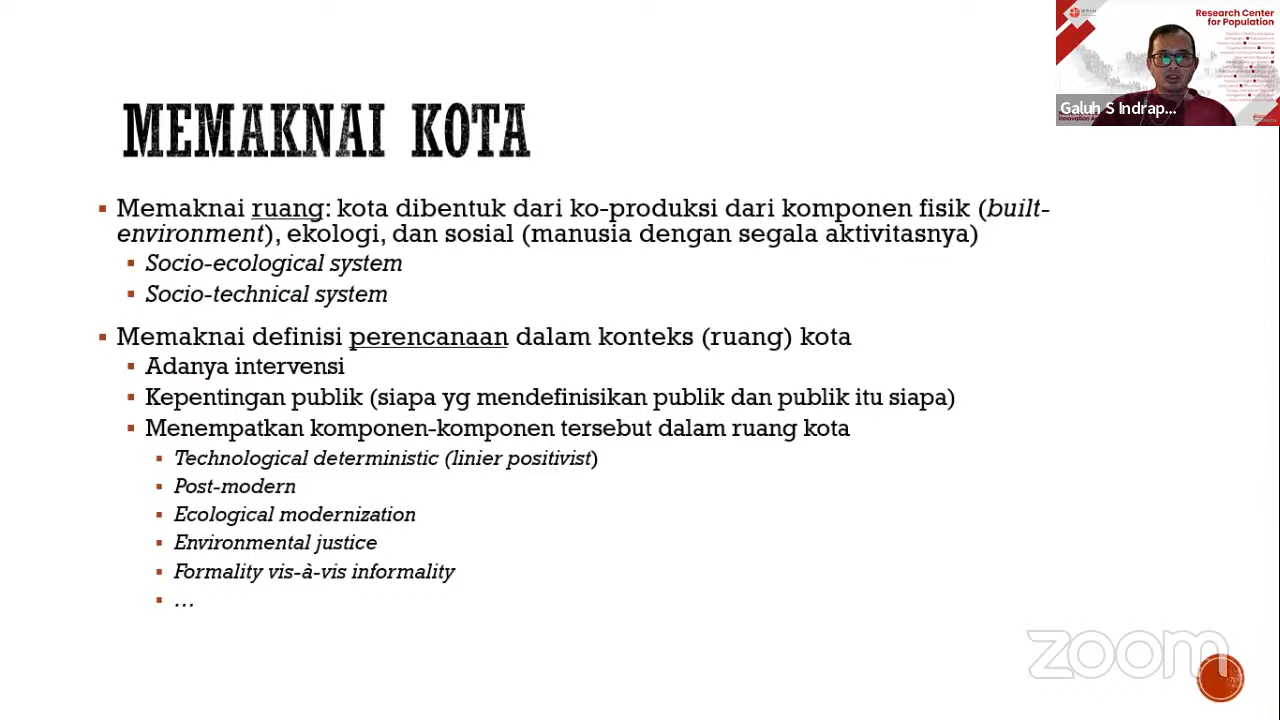 Research Center
for Population
BRIN
Galuh S Indrap...
MEMAKNAI KOTA
▪ Memaknai ruang: kota dibentuk dari ko-produksi dari komponen fisik (built-
environment), ekologi, dan sosial (manusia dengan segala aktivitasnya)
▪ Socio-ecological system
▪ Socio-technical system
▪ Memaknai definisi perencanaan dalam konteks (ruang) kota
▪ Adanya intervensi
▪ Kepentingan publik (siapa yg mendefinisikan publik dan publik itu siapa)
▪ Menempatkan komponen-komponen tersebut dalam ruang kota
▪ Technological deterministic (linier positivist)
▪ Post-modern
▪ Ecological modernization
▪ Environmental justice
▪ Formality vis-à-vis informality
▪ ...
zoom